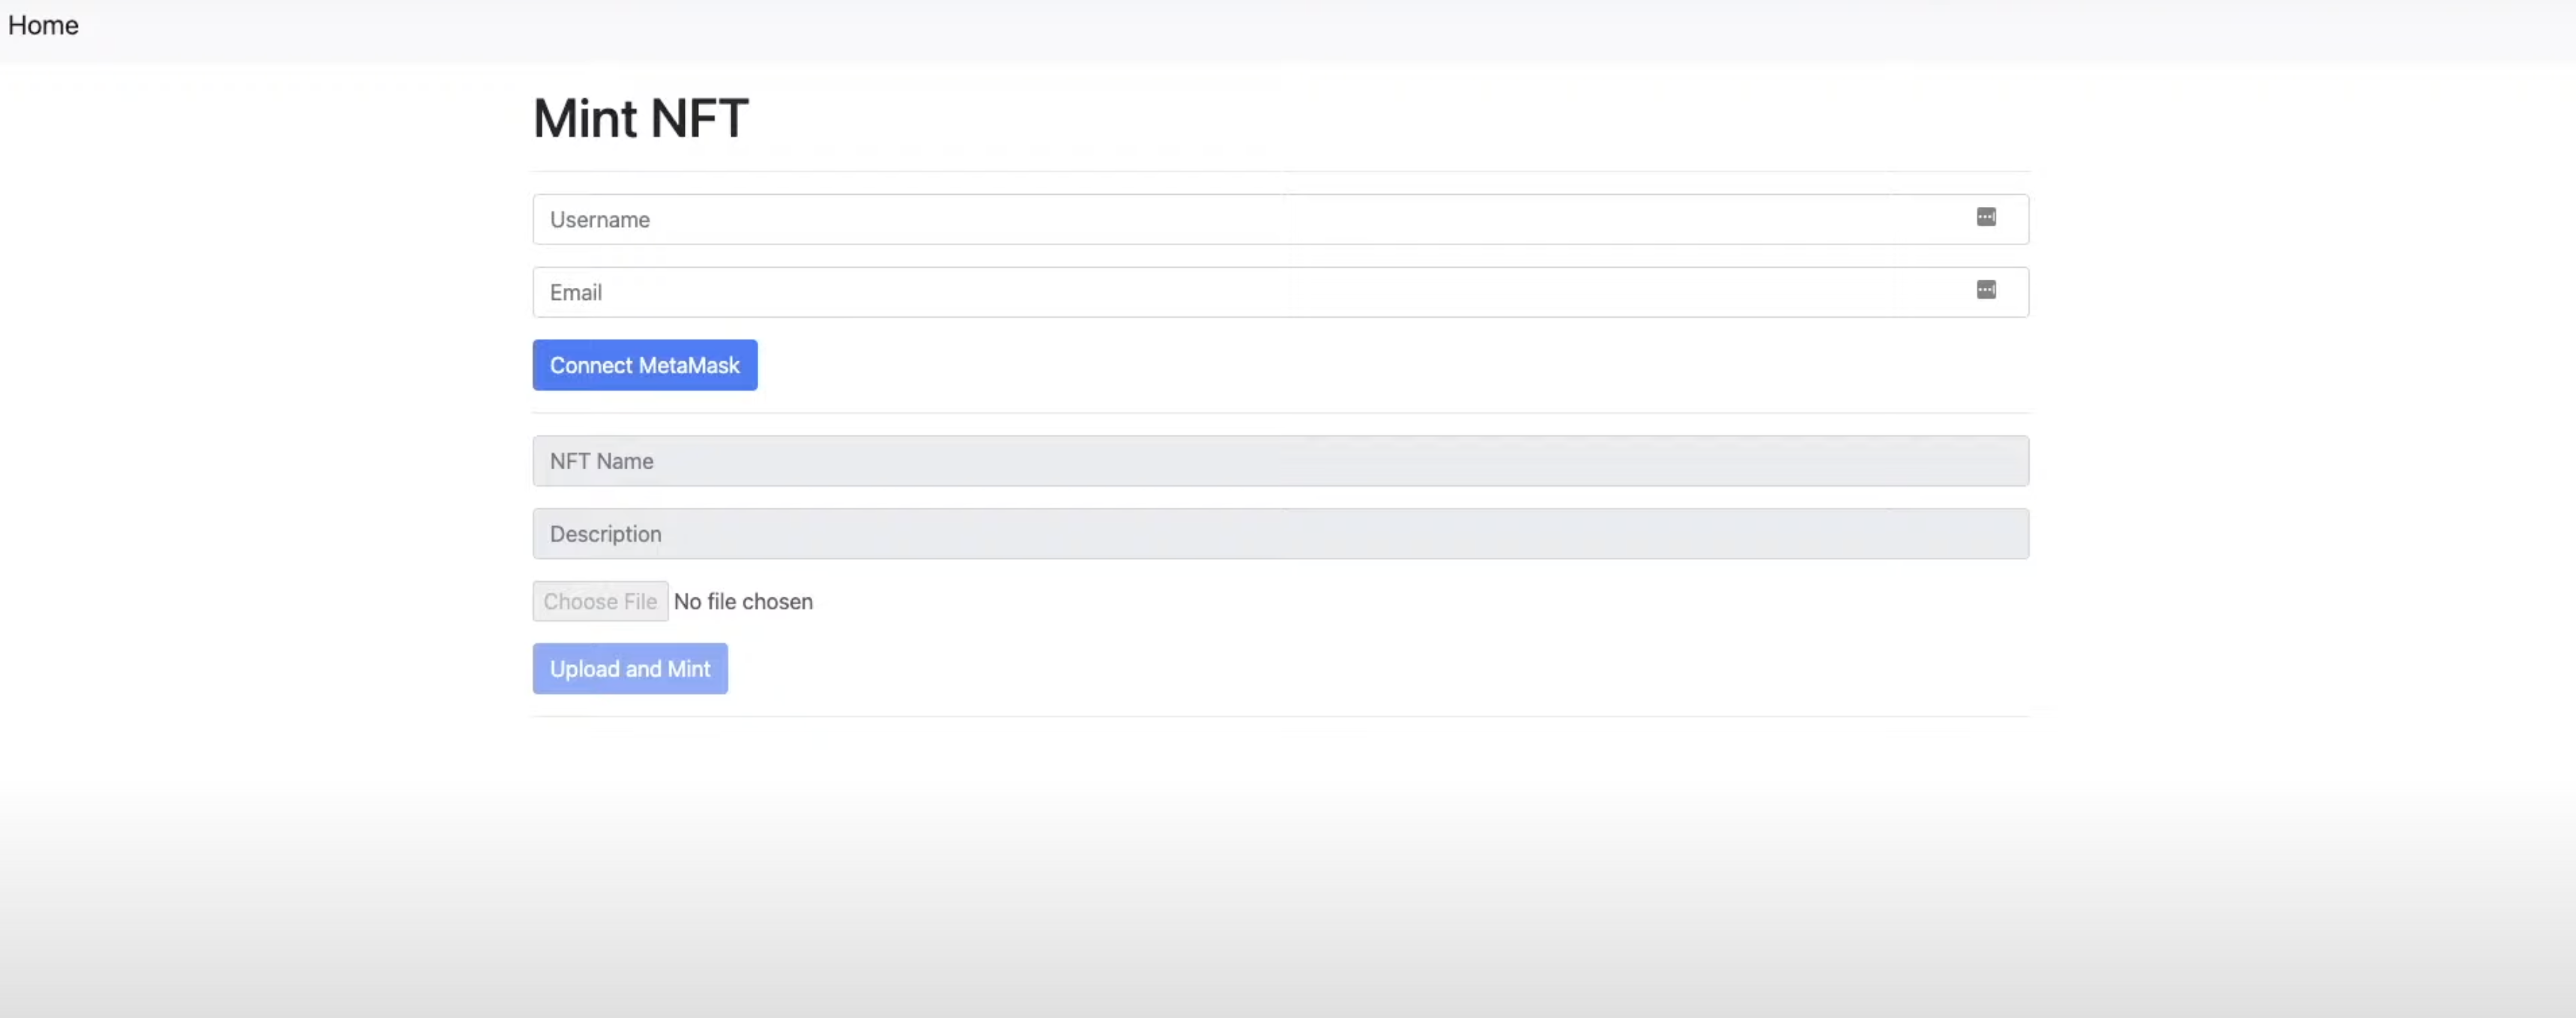 Home
Mint NFT
Username
Email
Connect MetaMask
NFT Name
Description
Choose File No file chosen
Upload and Mint